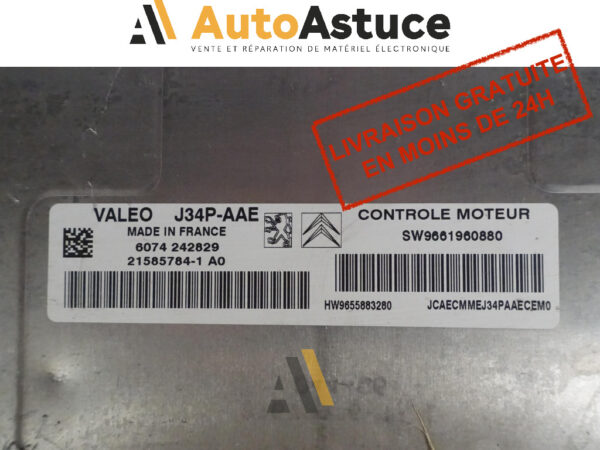 AutoAstuce
VENTE ET RÉPARATION DE MATÉRIEL ÉLECTRONIQUE
LIVRAISON GRATUITE
EN MOINS DE 24H
VALEO J34P-AAE
MADE IN FRANCE
6074 242829
21585784-1 A0
CONTROLE MOTEUR
SW9661960880
HW9655883280
JCAECMMEJ34PAAECEM0